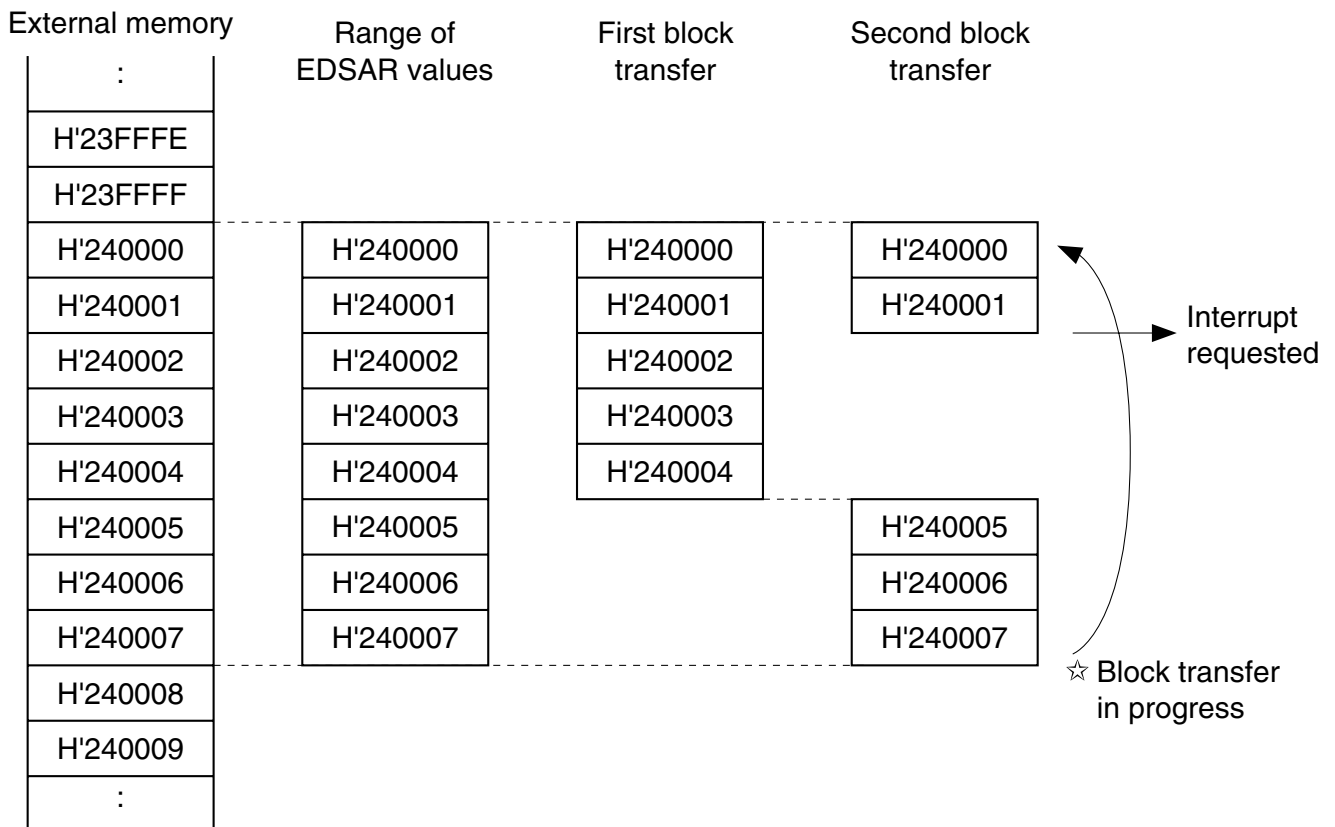 External memory
Range of
EDSAR values
First block
transfer
Second block
transfer
:
H'23FFFE
H'23FFFF
H'240000 H'240000 H'240000 H'240000
H'240001 H'240001 H'240001 H'240001
Interrupt
requested
H'240002 H'240002 H'240002
H'240003 H'240003 H'240003
H'240004 H'240004 H'240004
H'240005 H'240005 H'240005
H'240006 H'240006 H'240006
H'240007 H'240007 H'240007
☆ Block transfer
in progress
H'240008
H'240009
: